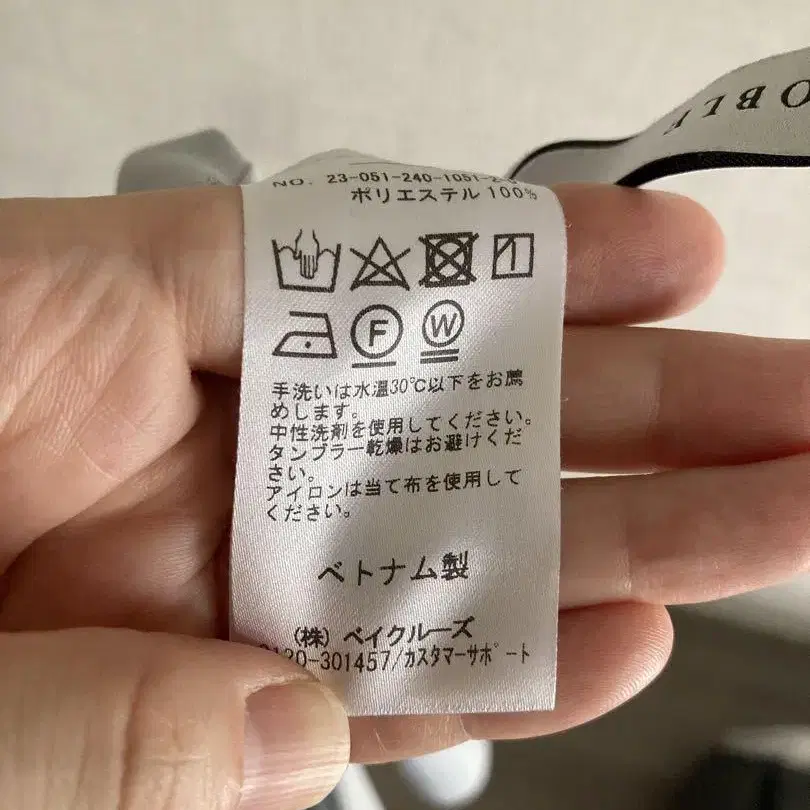 OBLE
NO. 23-051-240-1051-2
ポリエステル 100%
F W
手洗いは水温30℃以下をお薦
めします。
中性洗剤を使用してください。
タンブラー乾燥はお避けくだ
さい。
アイロンは当て布を使用して
ください。
ベトナム製
(株) ベイクルーズ
0120-301457/カスタマーサポート